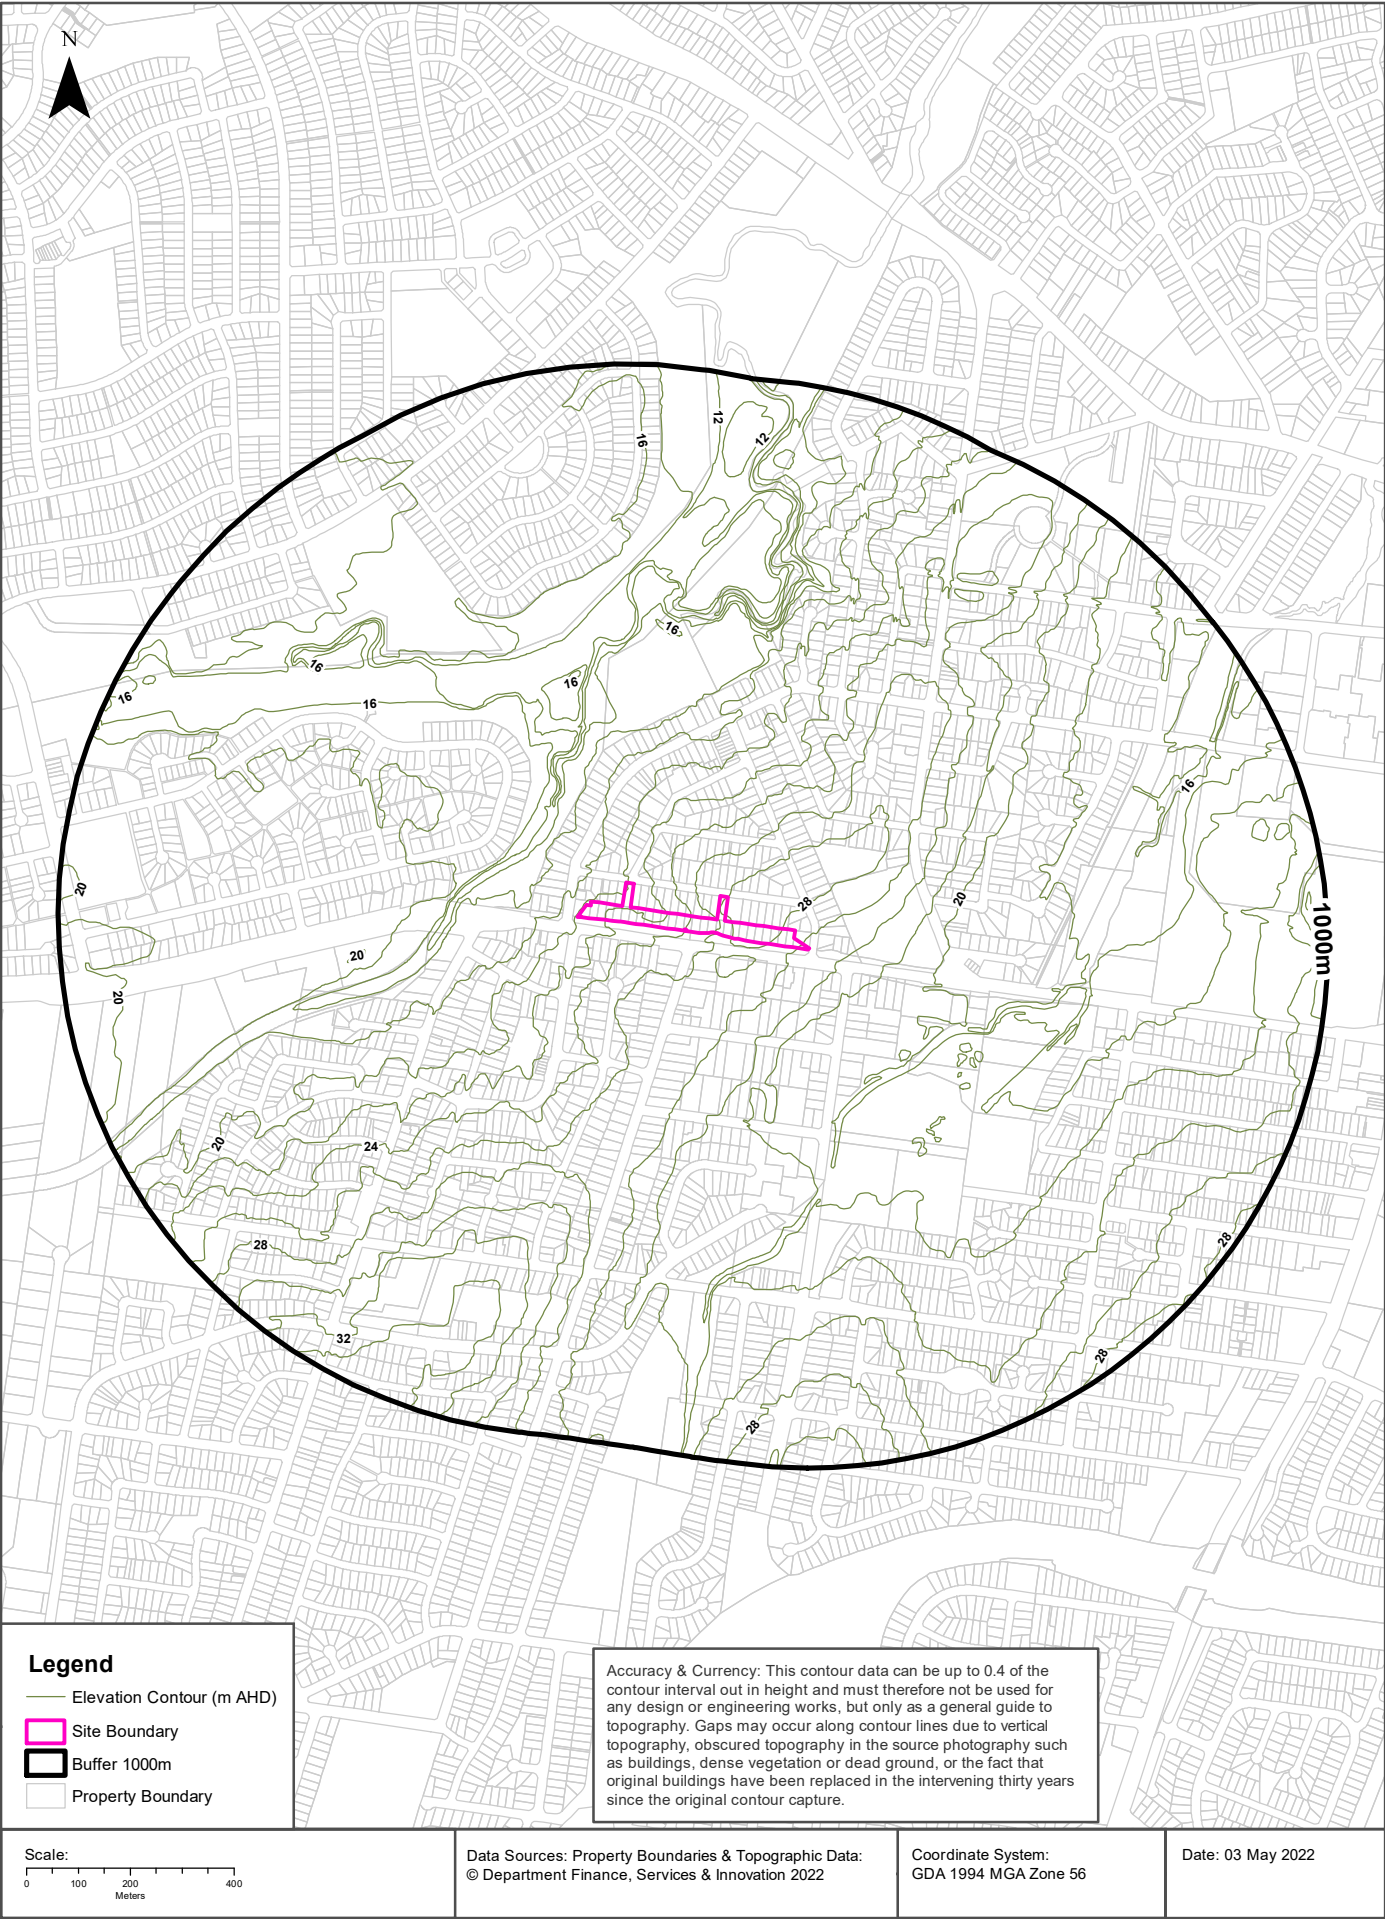 N
12
12
16
16
16
16
16
16
16
20
28
20
1000m
20
20
20
24
28
28
32
28
28
Legend
Elevation Contour (m AHD)
Site Boundary
Buffer 1000m
Property Boundary
Accuracy & Currency: This contour data can be up to 0.4 of the
contour interval out in height and must therefore not be used for
any design or engineering works, but only as a general guide to
topography. Gaps may occur along contour lines due to vertical
topography, obscured topography in the source photography such
as buildings, dense vegetation or dead ground, or the fact that
original buildings have been replaced in the intervening thirty years
since the original contour capture.
Scale:
0 100 200 400
Meters
Data Sources: Property Boundaries & Topographic Data:
© Department Finance, Services & Innovation 2022
Coordinate System:
GDA 1994 MGA Zone 56
Date: 03 May 2022